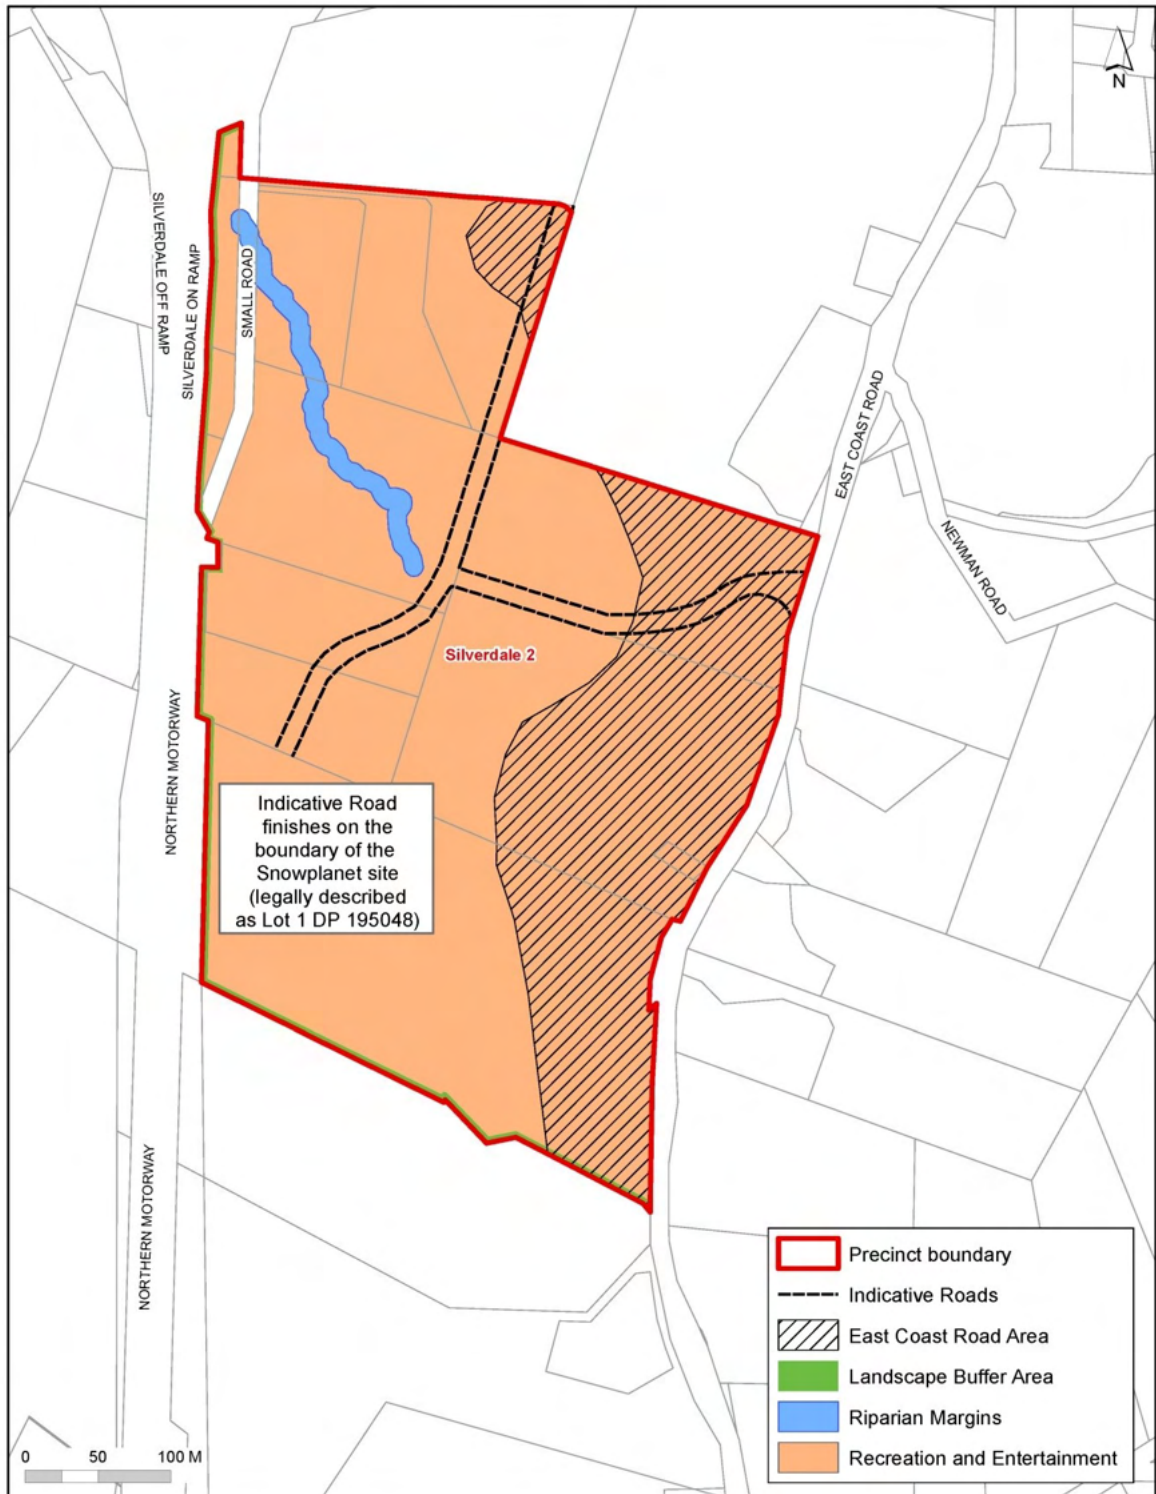 N
SILVERDALE OFF RAMP
SILVERDALE ON RAMP
SMALL ROAD
EAST COAST ROAD
NEWMAN ROAD
Silverdale 2
NORTHERN MOTORWAY
Indicative Road
finishes on the
boundary of the
Snowplanet site
(legally described
as Lot 1 DP 195048)
NORTHERN MOTORWAY
Precinct boundary
Indicative Roads
East Coast Road Area
Landscape Buffer Area
Riparian Margins
Recreation and Entertainment
0 50 100 M